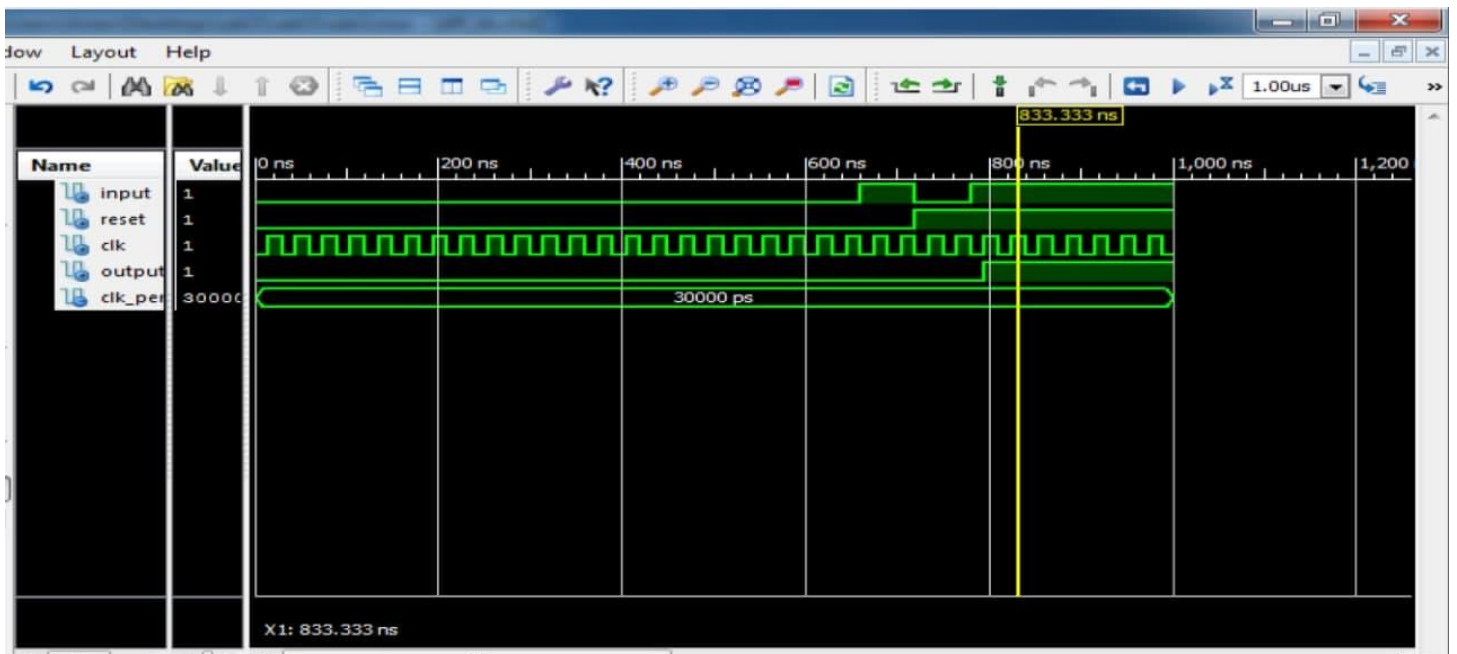 dow Layout Help
1.00us
»
833.333 ns
Name Value 0 ns 200 ns 400 ns 600 ns 800 ns 1,000 ns 1,200
input 1
reset 1
clk 1
output 1
clk_per 30000 30000 ps
X1: 833.333 ns